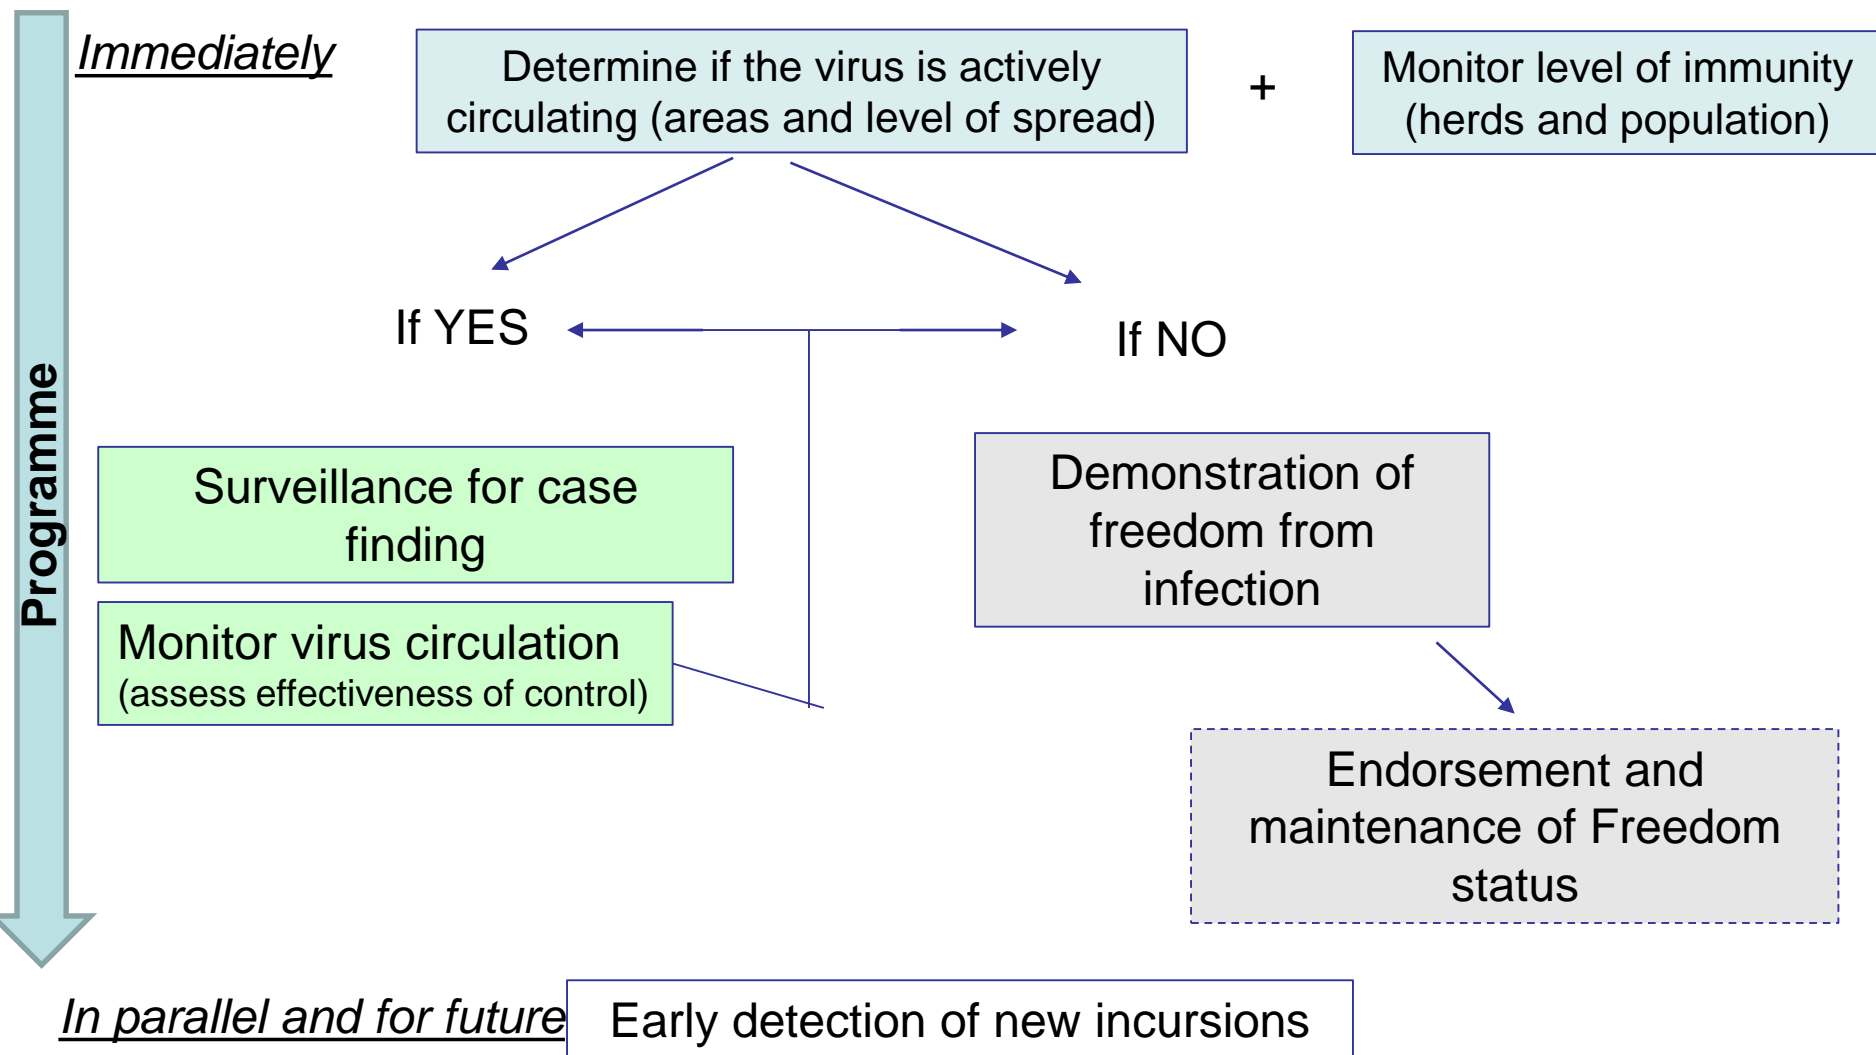 Immediately
Determine if the virus is actively
circulating (areas and level of spread)
+
Monitor level of immunity
(herds and population)
If YES
If NO
Programme
Surveillance for case
finding
Demonstration of
freedom from
infection
Monitor virus circulation
(assess effectiveness of control)
Endorsement and
maintenance of Freedom
status
In parallel and for future
Early detection of new incursions